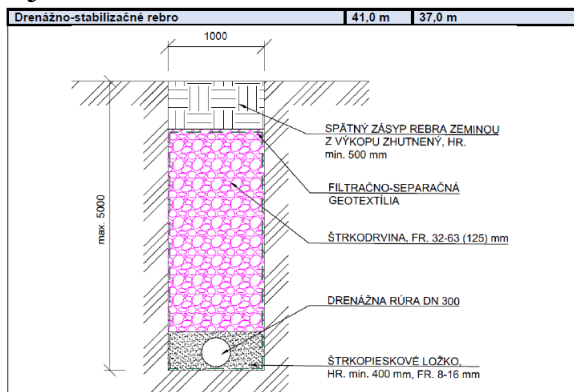 Drenážno-stabilizačné rebro 41,0 m 37,0 m
1000
max. 5000
SPÄTNÝ ZÁSYP REBRA ZEMINOU
Z VÝKOPU ZHUTNENÝ, HR.
min. 500 mm
FILTRAČNO-SEPARAČNÁ
GEOTEXTÍLIA
ŠTRKODRVINA, FR. 32-63 (125) mm
DRENÁŽNA RÚRA DN 300
ŠTRKOPIESKOVÉ LOŽKO,
HR. min. 400 mm, FR. 8-16 mm